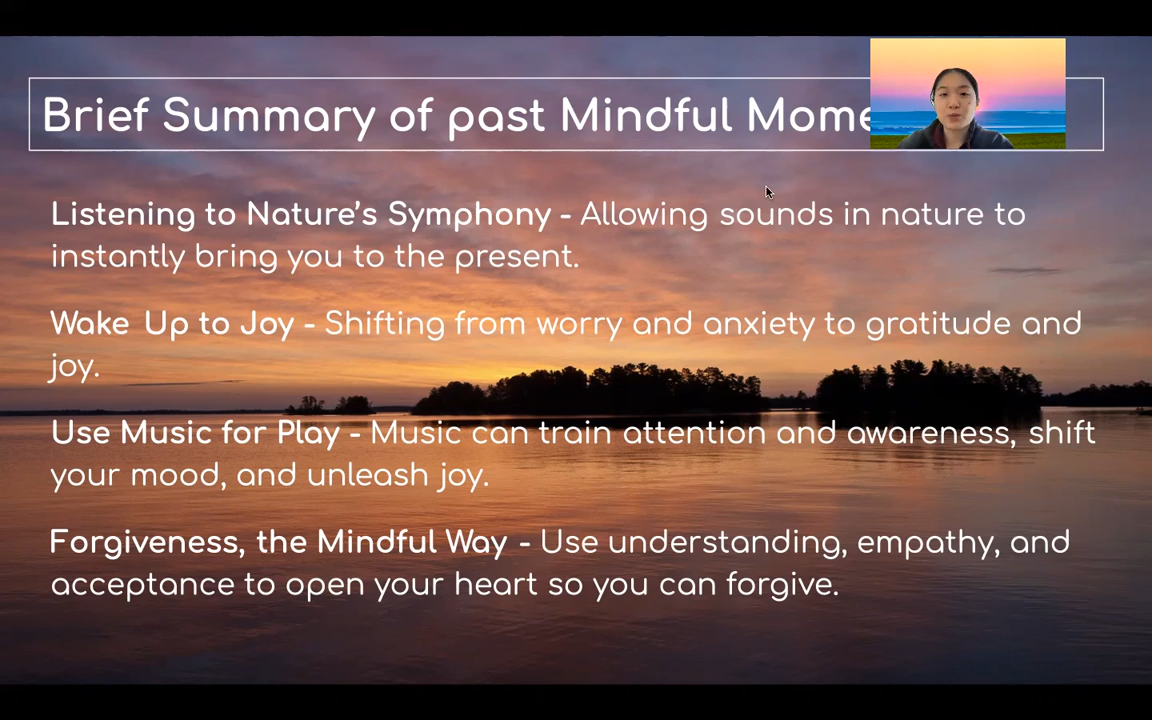 Brief Summary of past Mindful
Listening to Nature's Symphony - Allowing sounds in nature to
instantly bring you to the present.
Wake Up to Joy - Shifting from worry and anxiety to gratitude and
joy.
Use Music for Play - Music can train attention and awareness, shift
your mood, and unleash joy.
Forgiveness, the Mindful Way - Use understanding, empathy, and
acceptance to open your heart so you can forgive.